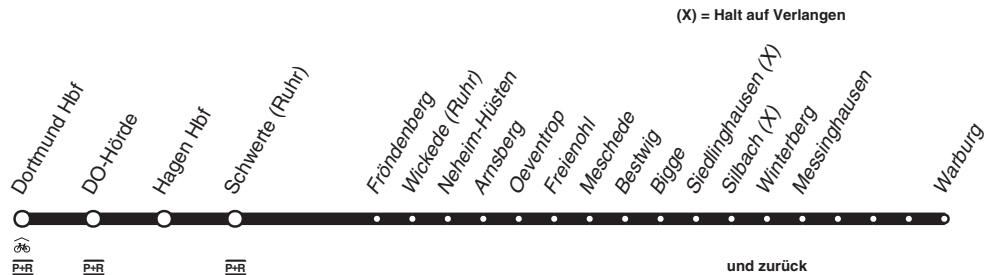 (X) = Halt auf Verlangen
Dortmund Hbf
DO-Hörde
Hagen Hbf
Schwerte (Ruhr)
Fröndenberg
Wickede (Ruhr)
Neheim-Hüsten
Arnsberg
Oeventrop
Freienohl
Meschede
Bestwig
Bigge
Siedlinghausen (X)
Silbach (X)
Winterberg
Messinghausen
Warburg
P+R P+R P+R
und zurück